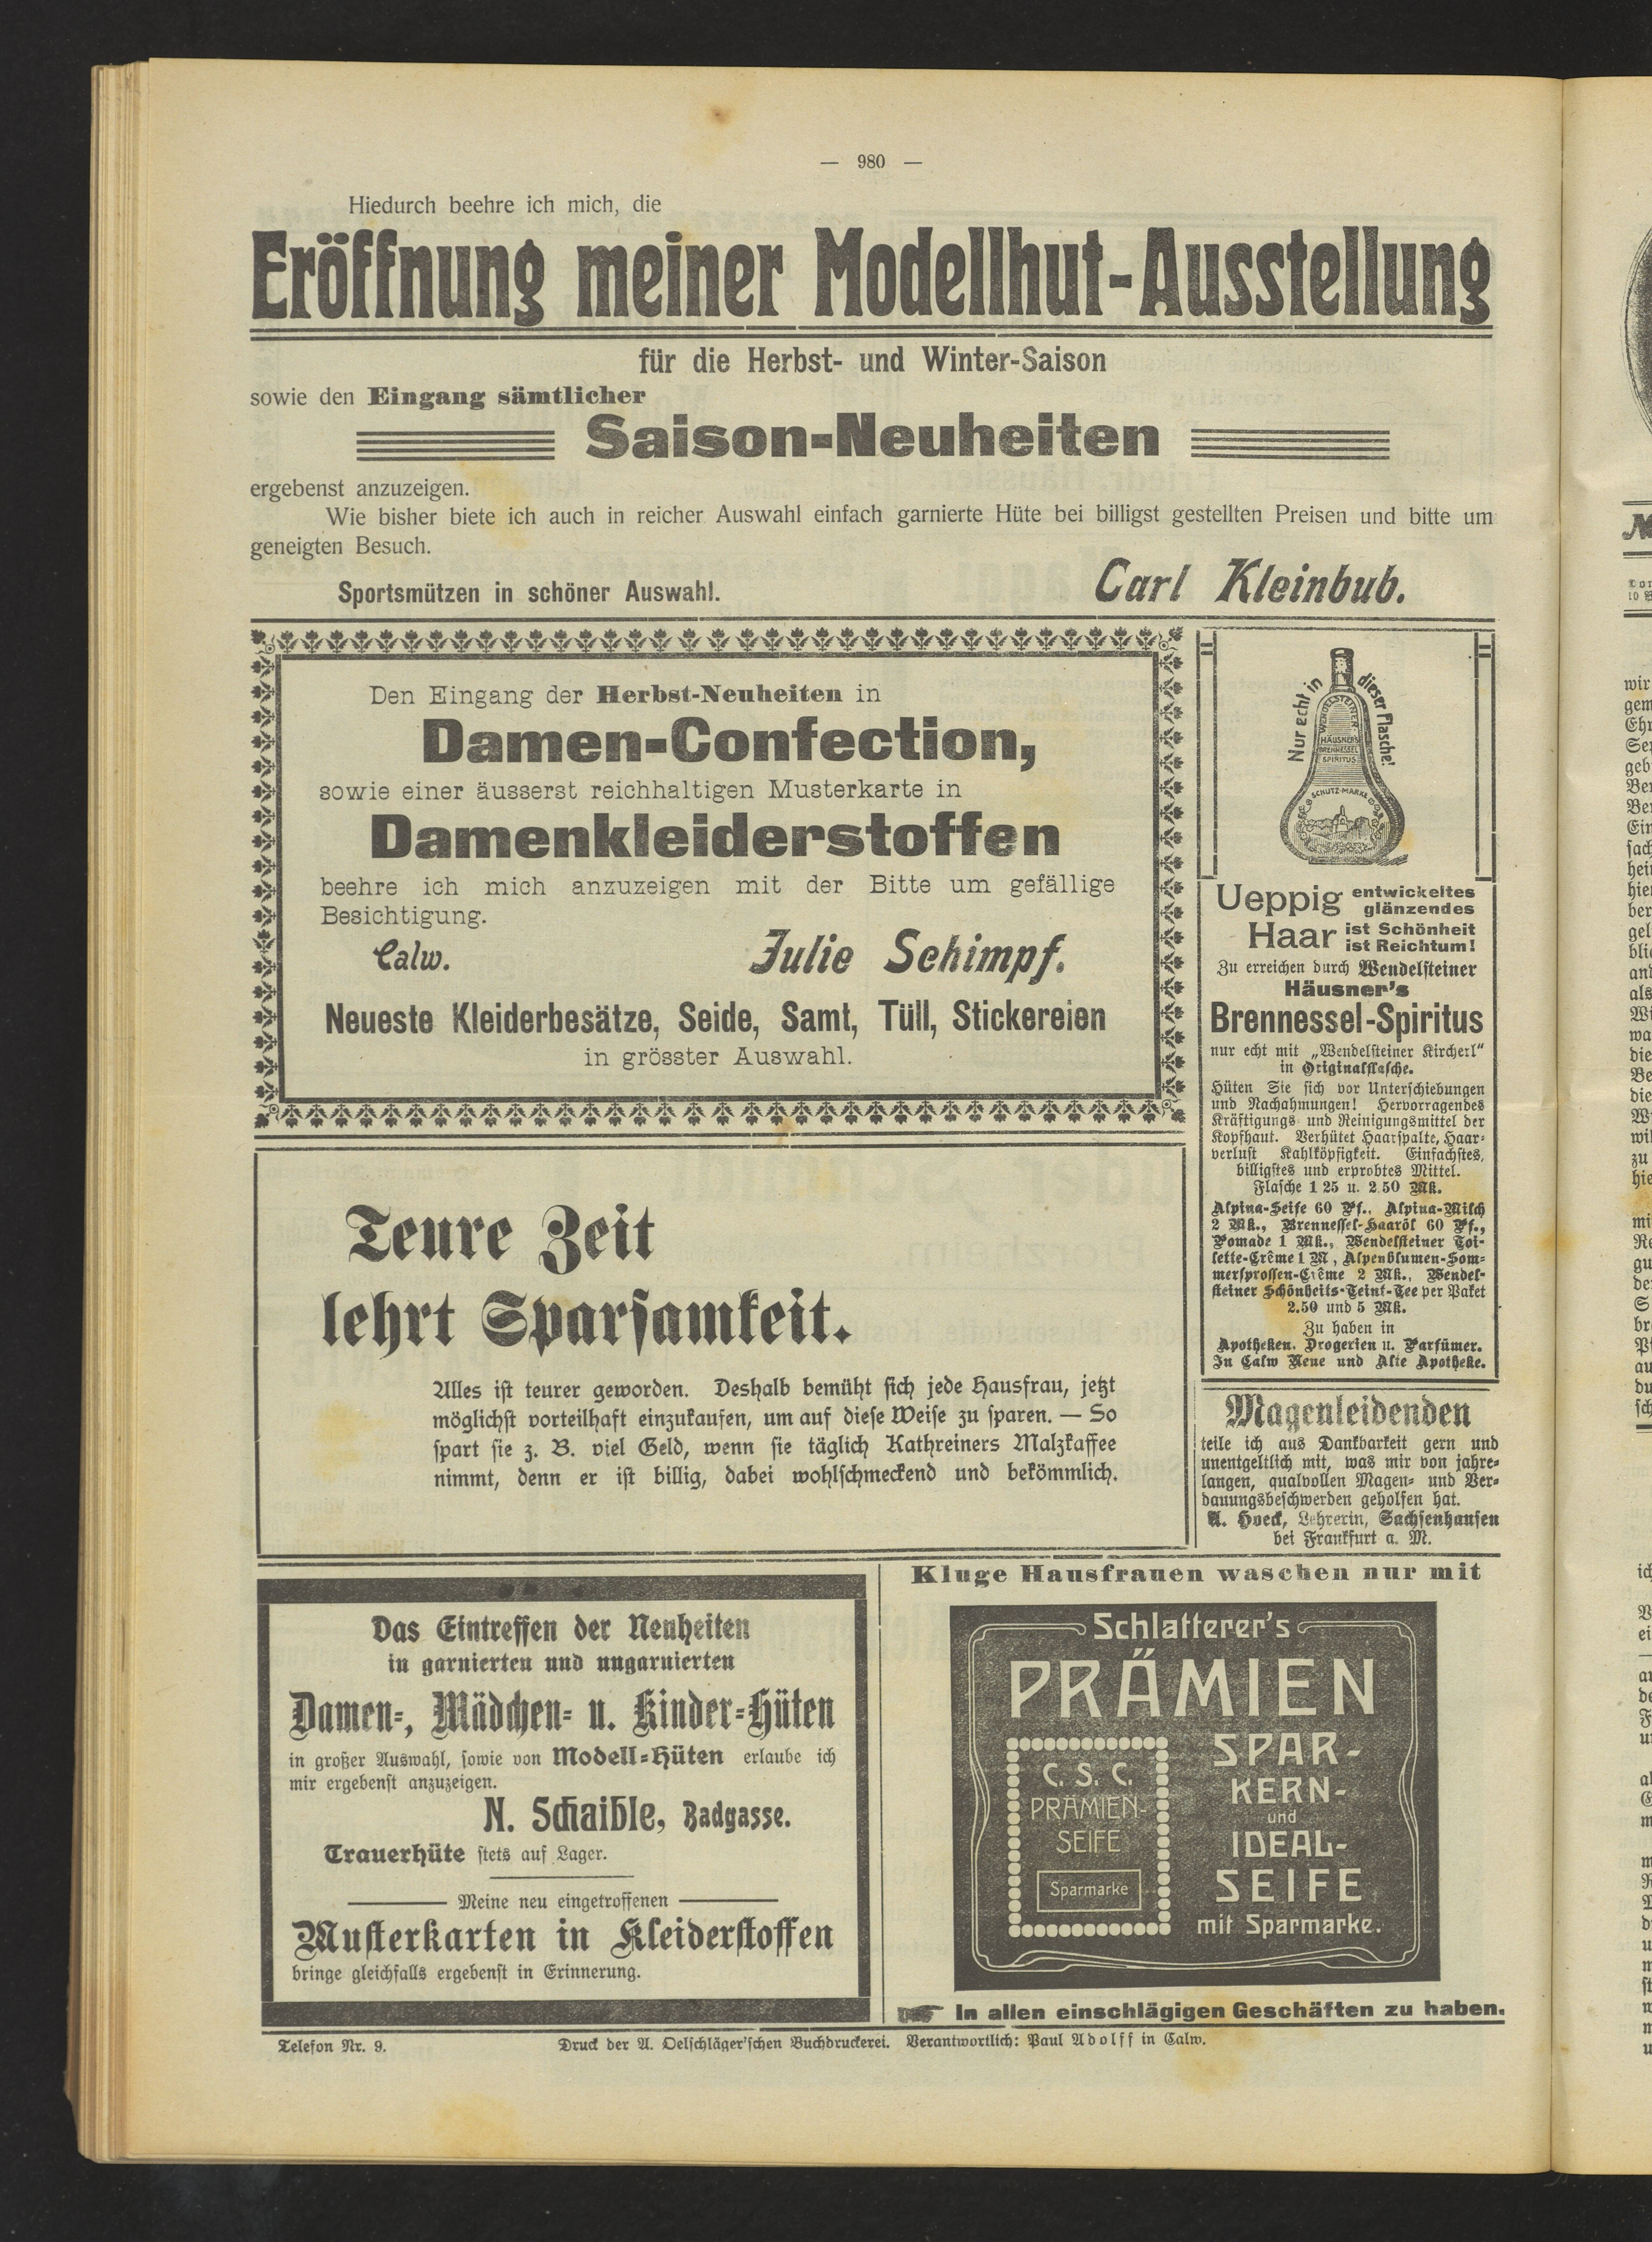 — 980 —
Hiedurch beehre ich mich, die
Eröffnung meiner Modellhut-Ausstellung
für die Herbst- und Winter-Saison
sowie den Eingang sämtlicher
Saison-Neuheiten
ergebenst anzuzeigen.
Wie bisher biete ich auch in reicher Auswahl einfach garnierte Hüte bei billigst gestellten Preisen und bitte um
geneigten Besuch.
Sportsmützen in schöner Auswahl.
Carl Kleinbub.
Den Eingang der Herbst-Neuheiten in
Damen-Confection,
sowie einer äusserst reichhaltigen Musterkarte in
Damenkleiderstoffen
beehre ich mich anzuzeigen mit der Bitte um gefällige
Besichtigung.
Calw.
Julie Schimpf.
Neueste Kleiderbesätze, Seide, Samt, Tüll, Stickereien
in grösster Auswahl.
Nur echt in dieser Flasche!
WENDELSTEINER
HÄUSNER'S
BRENNESSEL
SPIRITUS
SCHUTZ-MARKE
Ueppig entwickeltes
glänzendes
Haar ist Schönheit
ist Reichtum!
Zu erreichen durch Wendelſteiner
Häusner's
Brennessel-Spiritus
nur echt mit „Wendelſteiner Kircherl"
in Originalflaſche.
Hüten Sie ſich vor Unterſchiebungen
und Nachahmungen! Hervorragendes
Kräftigungs- und Reinigungsmittel der
Kopfhaut. Verhütet Haarſpalte, Haar-
verluſt Kahlköpfigkeit. Einfachſtes,
billigſtes und erprobtes Mittel.
Flaſche 1 25 u. 2 50 Mk.
Alpina-Seife 60 Pf., Alpina-Milch
2 Mk., Brenneſſel-Haaröl 60 Pf.,
Pomade 1 Mk., Wendelſteiner Toi-
lette-Crême 1 M, Alpenblumen-Som-
merſproſſen-Crême 2 Mk., Wendel-
ſteiner Schönheits-Teint-Tee per Paket
2.50 und 5 Mk.
Zu haben in
Apotheken, Drogerien u. Parfümer.
In Calw Neue und Alte Apotheke.
Teure Zeit
lehrt Sparſamkeit.
Alles iſt teurer geworden. Deshalb bemüht ſich jede Hausfrau, jetzt
möglichſt vorteilhaft einzukaufen, um auf dieſe Weiſe zu ſparen. — So
ſpart ſie z. B. viel Geld, wenn ſie täglich Kathreiners Malzkaffee
nimmt, denn er iſt billig, dabei wohlſchmeckend und bekömmlich.
Magenleidenden
teile ich aus Dankbarkeit gern und
unentgeltlich mit, was mir von jahre-
langen, qualvollen Magen- und Ver-
dauungsbeſchwerden geholfen hat.
A. Hoeck, Lehrerin, Sachſenhauſen
bei Frankfurt a. M.
Das Eintreffen der Neuheiten
in garnierten und ungarnierten
Damen-, Mädchen- u. Kinder-Hüten
in großer Auswahl, ſowie von Modell-Hüten erlaube ich
mir ergebenſt anzuzeigen.
N. Schaible, Badgasse.
Trauerhüte ſtets auf Lager.
Meine neu eingetroffenen
Muſterkarten in Kleiderſtoffen
bringe gleichfalls ergebenſt in Erinnerung.
Kluge Hausfrauen waschen nur mit
Schlatterer's
PRÄMIEN
SPAR-
KERN-
und
IDEAL-
SEIFE
mit Sparmarke.
C. S. C.
PRÄMIEN-
SEIFE
Sparmarke
In allen einschlägigen Geschäften zu haben.
Telefon Nr. 9.
Druck der A. Oelſchläger'ſchen Buchdruckerei. Verantwortlich: Paul Adolff in Calw.